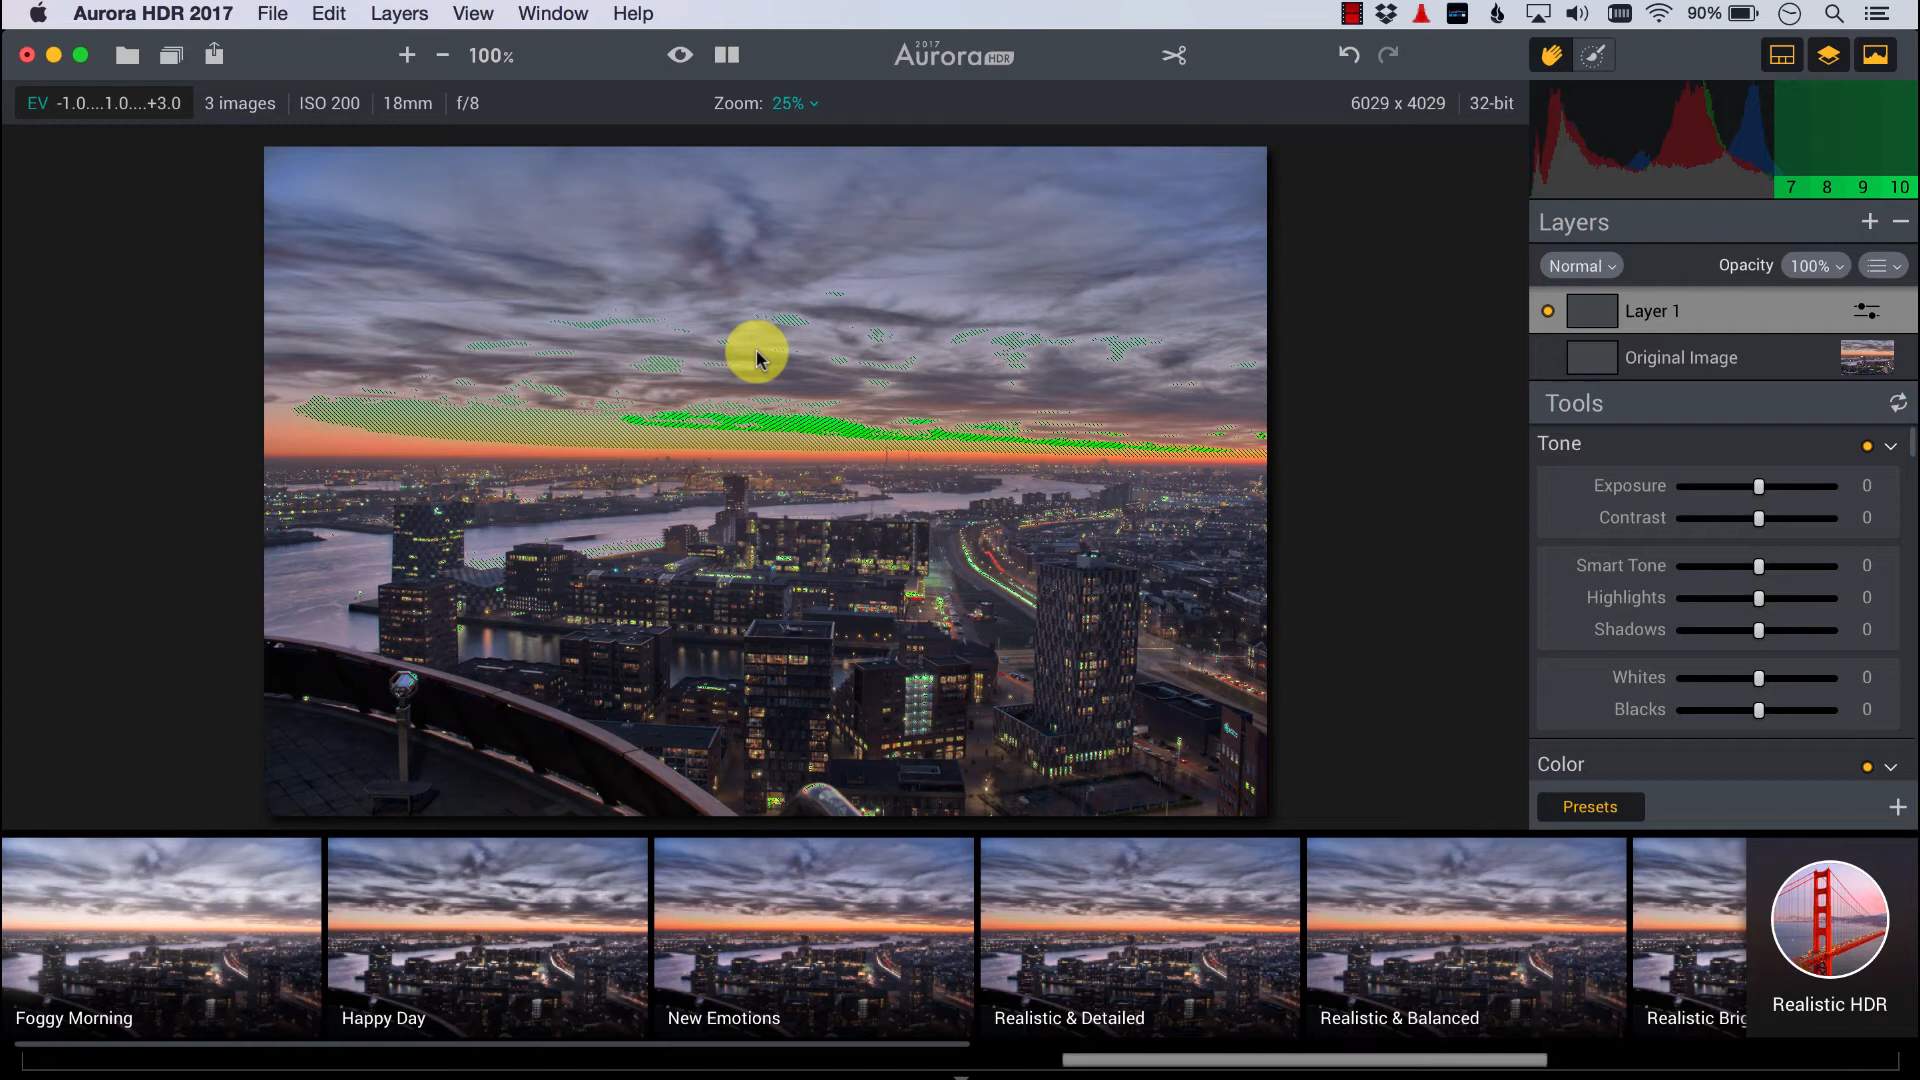 Aurora HDR 2017 File Edit Layers View Window Help 90%
100%
2017
Aurora HDR
EV -1.0....1.0....+3.0 3 images ISO 200 18mm f/8 Zoom: 25% 6029 x 4029 32-bit
7 8 9 10
Layers
Normal Opacity 100%
Layer 1
Original Image
Tools
Tone
Exposure 0
Contrast 0
Smart Tone 0
Highlights 0
Shadows 0
Whites 0
Blacks 0
Color
Presets
Foggy Morning
Happy Day
New Emotions
Realistic & Detailed
Realistic & Balanced
Realistic Brig
Realistic HDR